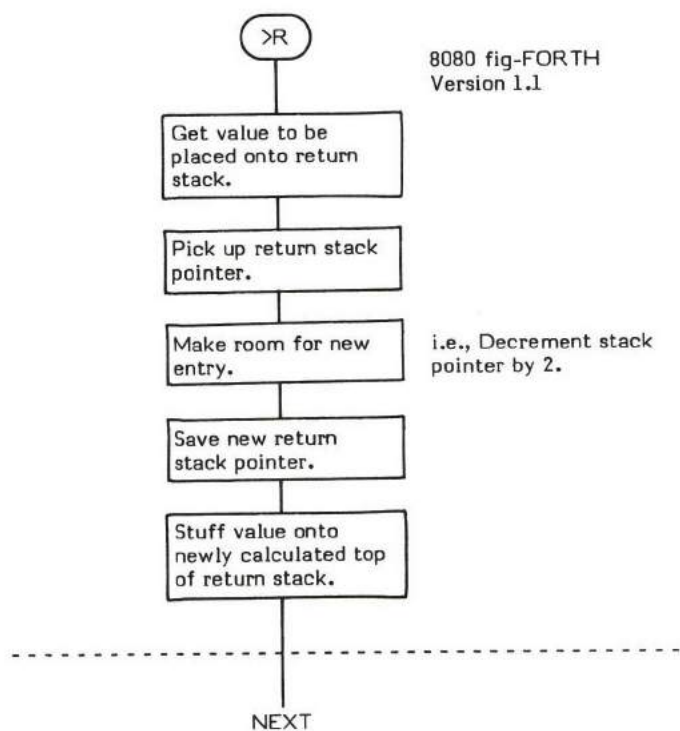 >R
8080 fig-FORTH
Version 1.1
Get value to be
placed onto return
stack.
Pick up return stack
pointer.
Make room for new
entry.
i.e., Decrement stack
pointer by 2.
Save new return
stack pointer.
Stuff value onto
newly calculated top
of return stack.
NEXT